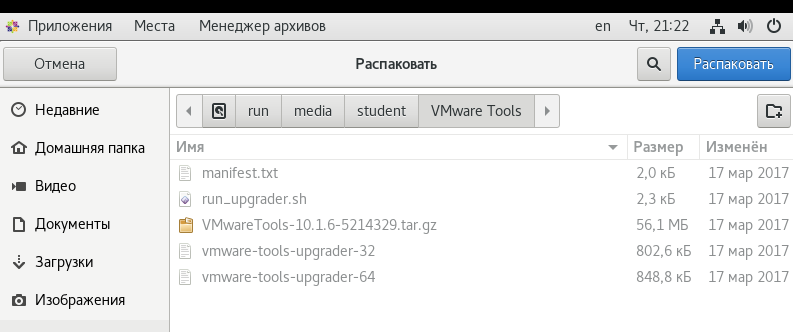 Приложения Места Менеджер архивов en Чт, 21:22
Отмена Распаковать Распаковать
Недавние
Домашняя папка
Видео
Документы
Загрузки
Изображения
run media student VMware Tools
Имя Размер Изменён
manifest.txt 2,0 кБ 17 мар 2017
run_upgrader.sh 2,3 кБ 17 мар 2017
VMwareTools-10.1.6-5214329.tar.gz 56,1 МБ 17 мар 2017
vmware-tools-upgrader-32 802,6 кБ 17 мар 2017
vmware-tools-upgrader-64 848,8 кБ 17 мар 2017